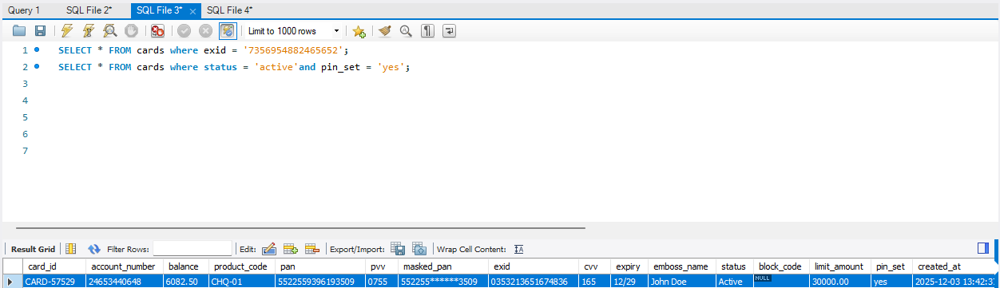 Query 1 SQL File 2* SQL File 3* SQL File 4*
Limit to 1000 rows
1 SELECT * FROM cards where exid = '7356954882465652';
2 SELECT * FROM cards where status = 'active'and pin_set = 'yes';
3
4
5
6
7
Result Grid Filter Rows: Edit: Export/Import: Wrap Cell Content:
card_id account_number balance product_code pan pvv masked_pan exid cvv expiry emboss_name status block_code limit_amount pin_set created_at
CARD-57529 24653440648 6082.50 CHQ-01 5522559396193509 0755 552255******3509 0353213651674836 165 12/29 John Doe Active NULL 30000.00 yes 2025-12-03 13:42:3